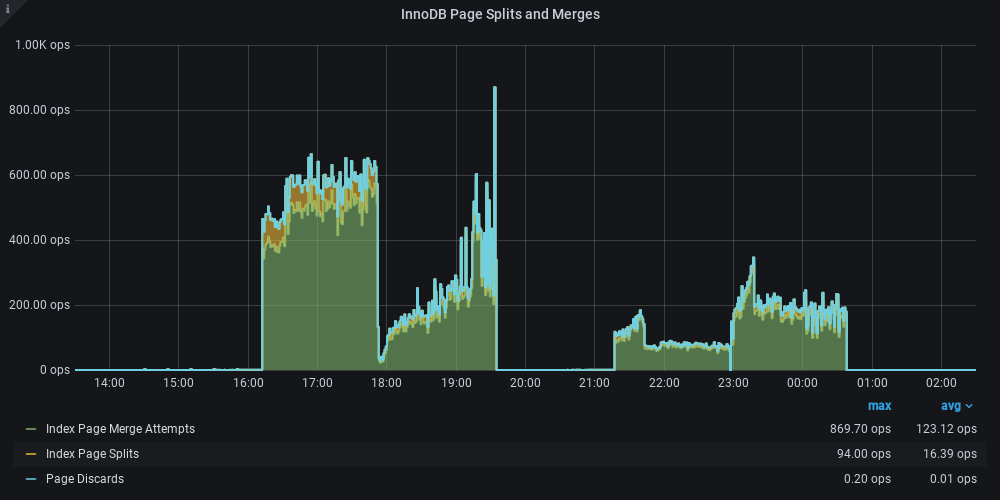 i
InnoDB Page Splits and Merges
1.00K ops
800.00 ops
600.00 ops
400.00 ops
200.00 ops
0 ops
14:00 15:00 16:00 17:00 18:00 19:00 20:00 21:00 22:00 23:00 00:00 01:00 02:00
max avg
Index Page Merge Attempts 869.70 ops 123.12 ops
Index Page Splits 94.00 ops 16.39 ops
Page Discards 0.20 ops 0.01 ops